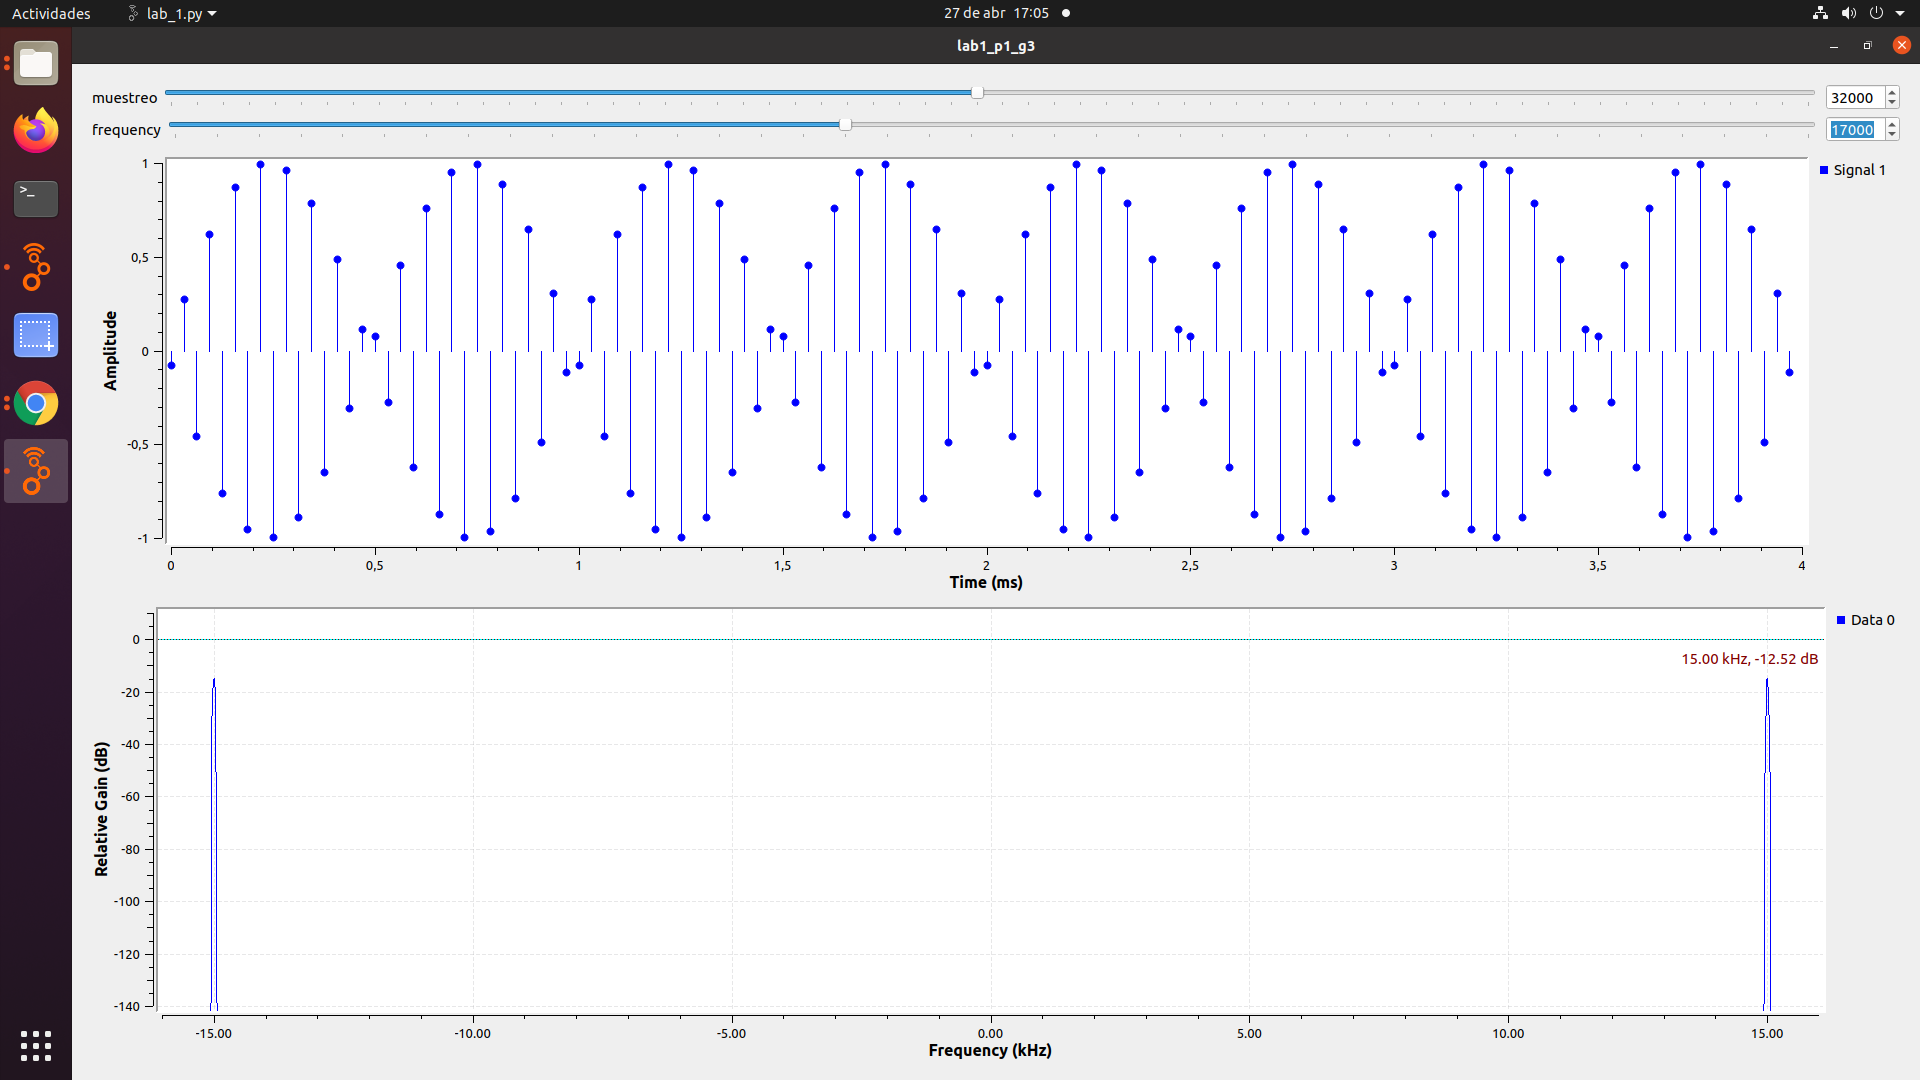 Actividades lab_1.py 27 de abr 17:05
lab1_p1_g3
muestreo 32000
frequency 17000
Signal 1
1
0,5
0
-0,5
-1
Amplitude
0 0,5 1 1,5 2 2,5 3 3,5 4
Time (ms)
Data 0
15.00 kHz, -12.52 dB
0
-20
-40
-60
-80
-100
-120
-140
Relative Gain (dB)
-15.00 -10.00 -5.00 0.00 5.00 10.00 15.00
Frequency (kHz)